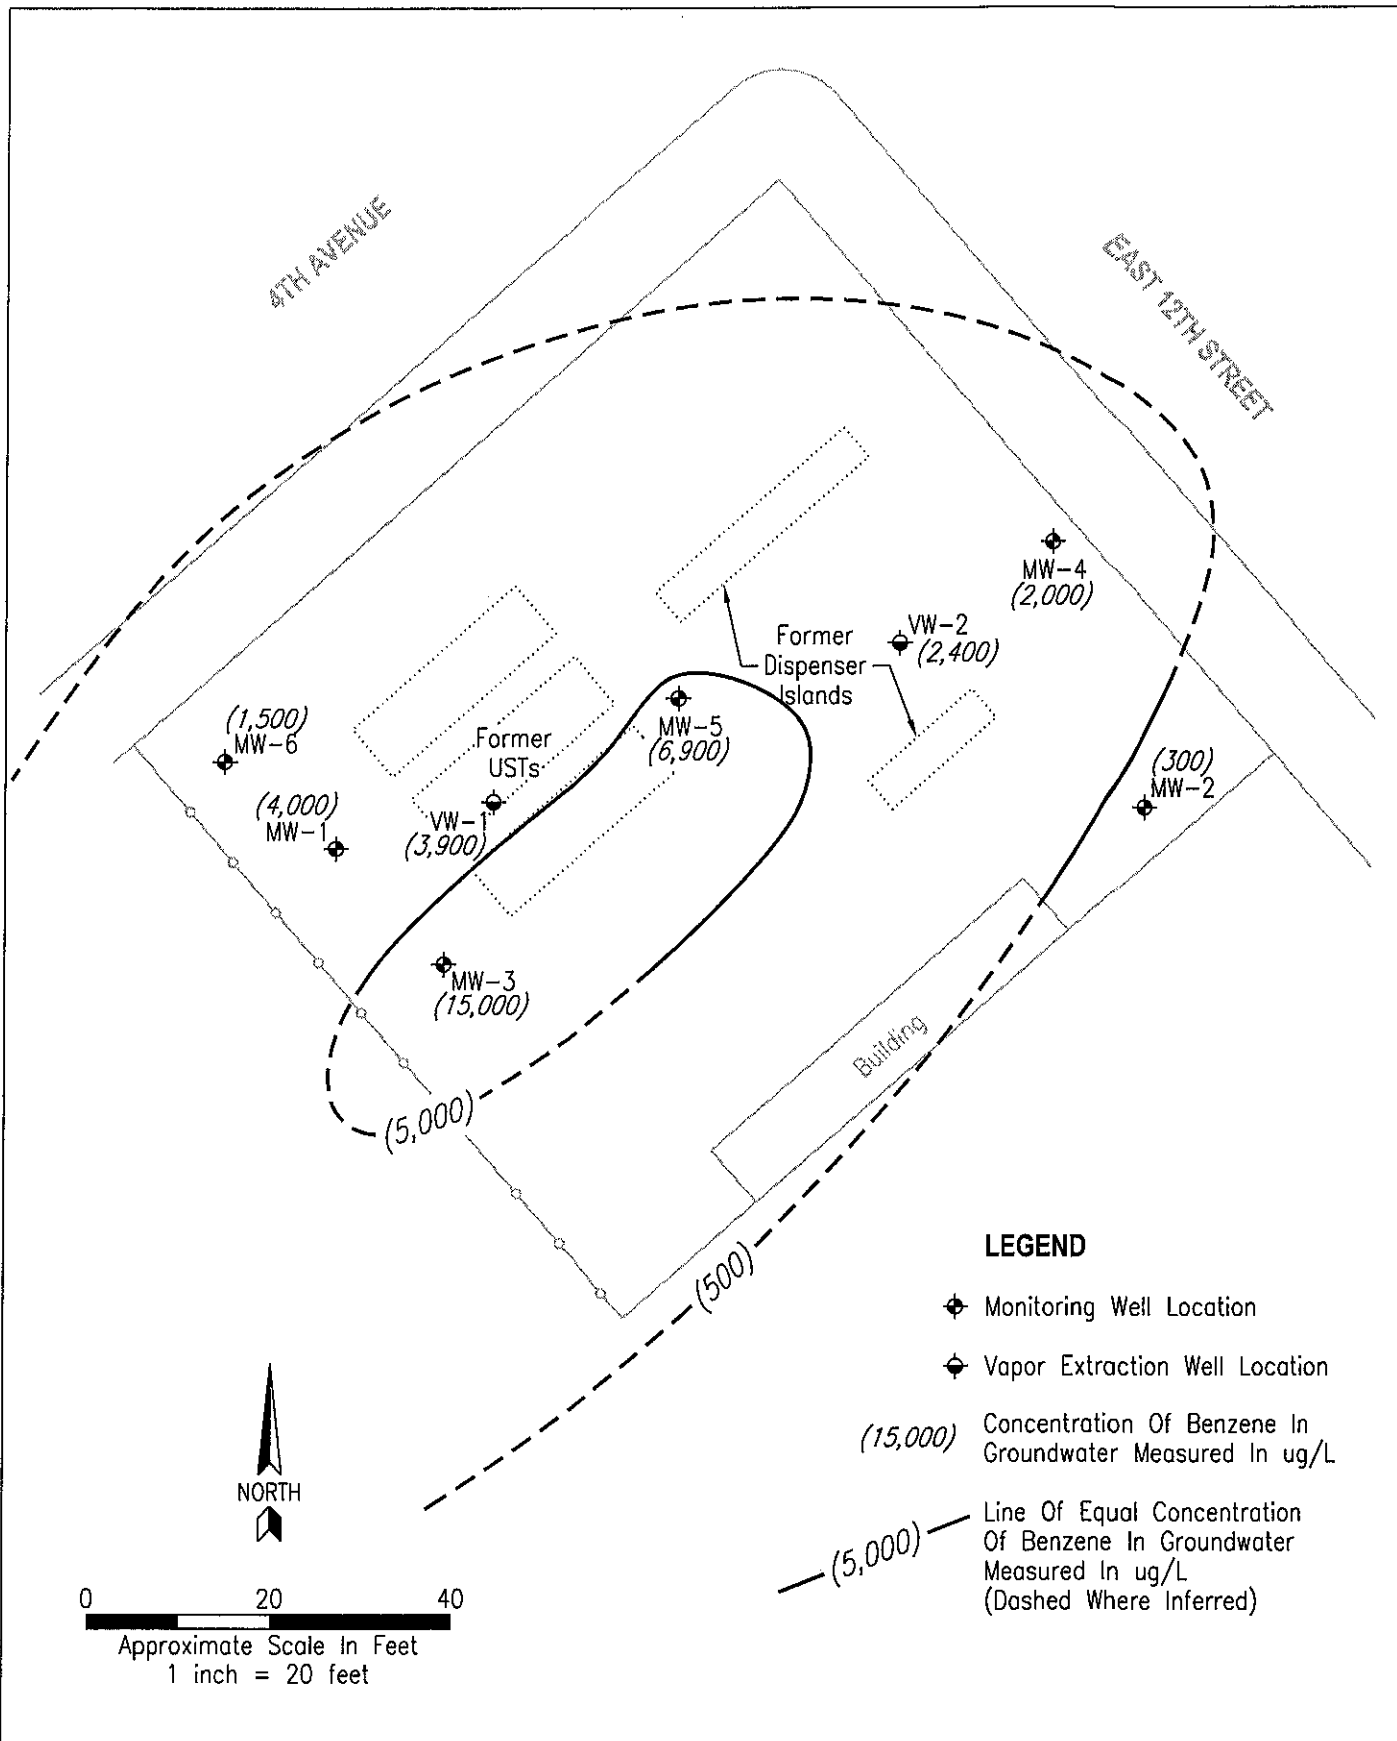 4TH AVENUE
EAST 12TH STREET
MW-4
(2,000)
VW-2
(2,400)
Former
Dispenser
Islands
MW-5
(6,900)
(1,500)
MW-6
Former
USTs
(300)
MW-2
(4,000)
MW-1
VW-1
(3,900)
MW-3
(15,000)
Building
(5,000)
(500)
LEGEND
Monitoring Well Location
Vapor Extraction Well Location
(15,000) Concentration Of Benzene In
Groundwater Measured In ug/L
(5,000) Line Of Equal Concentration
Of Benzene In Groundwater
Measured In ug/L
(Dashed Where Inferred)
NORTH
0 20 40
Approximate Scale In Feet
1 inch = 20 feet